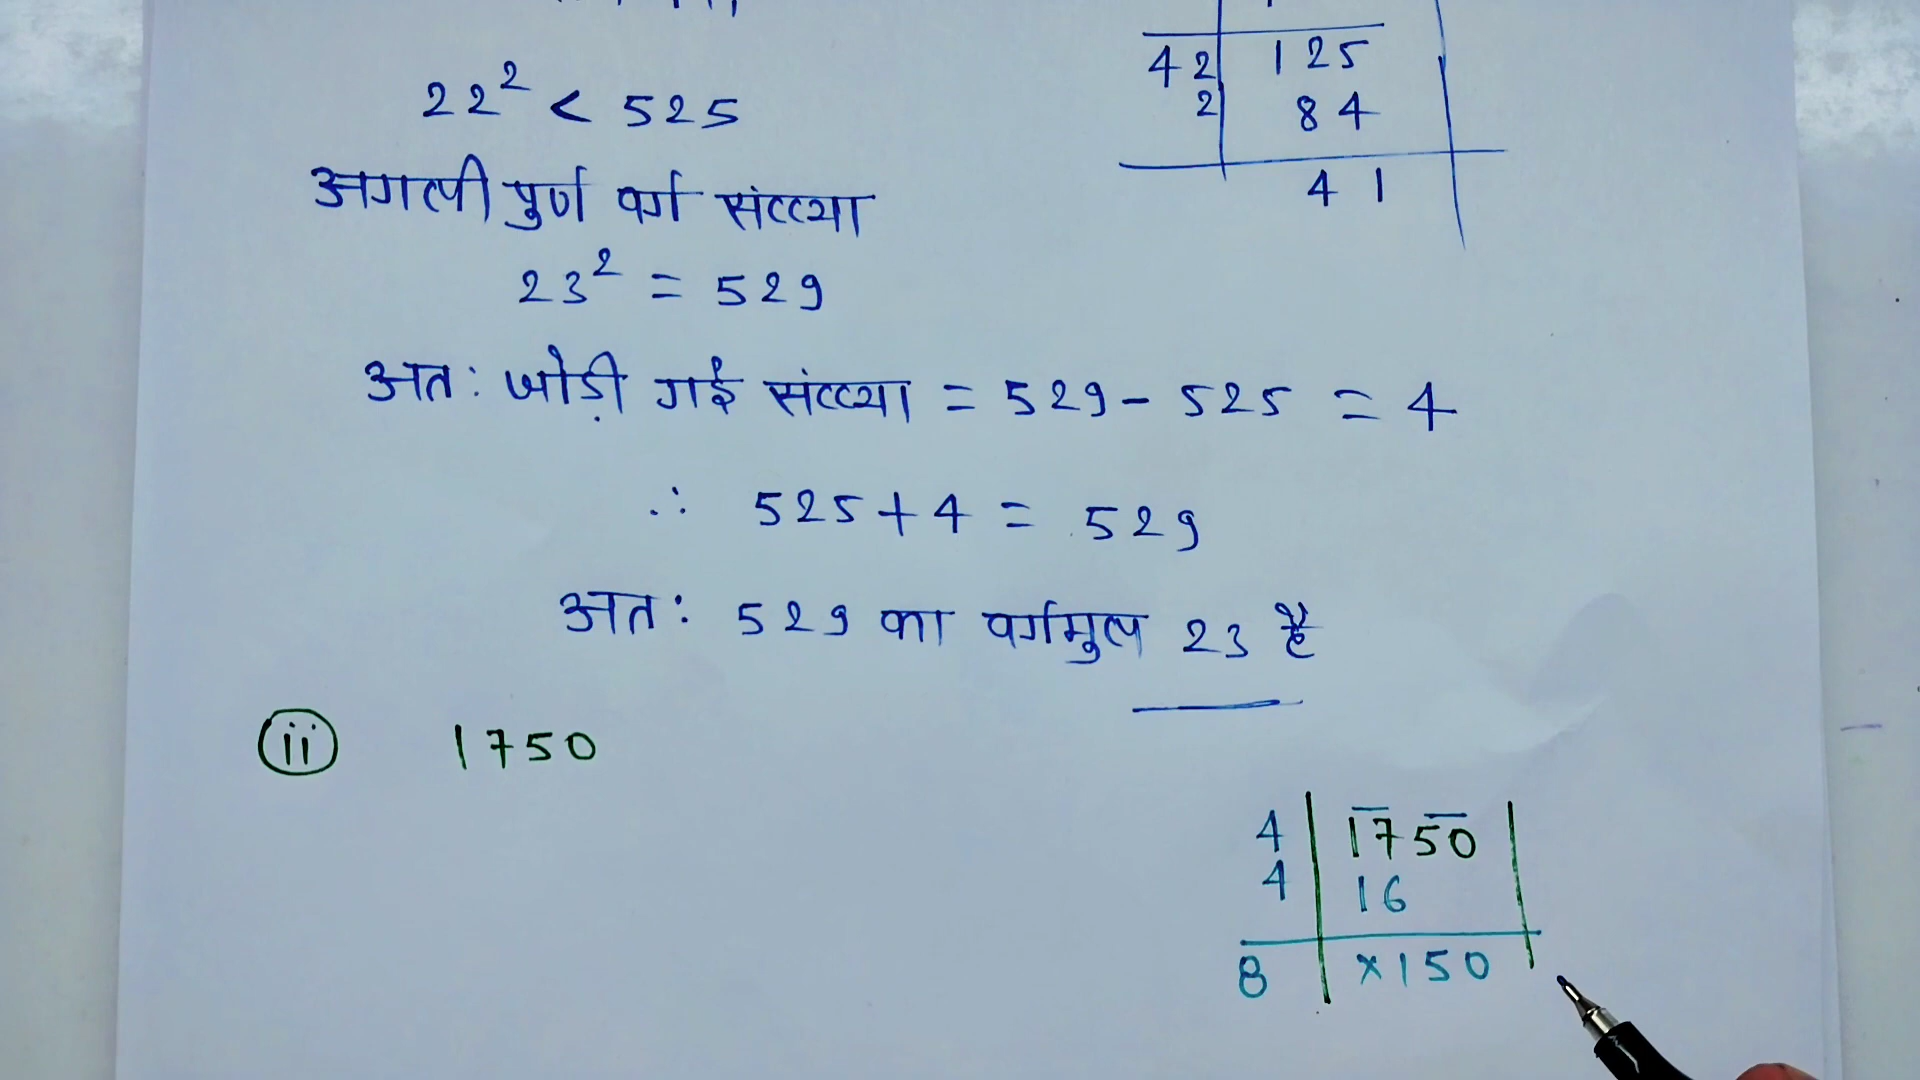 42 | 125
2 | 84
41
22² < 525
अगली पुर्ण वर्ग संख्या
23² = 529
अतः जोड़ी गई संख्या = 529 - 525 = 4
∴ 525 + 4 = 529
अतः 529 का वर्गमुल 23 है
(ii) 1750
4 | 1750
4 | 16
8 | ×150